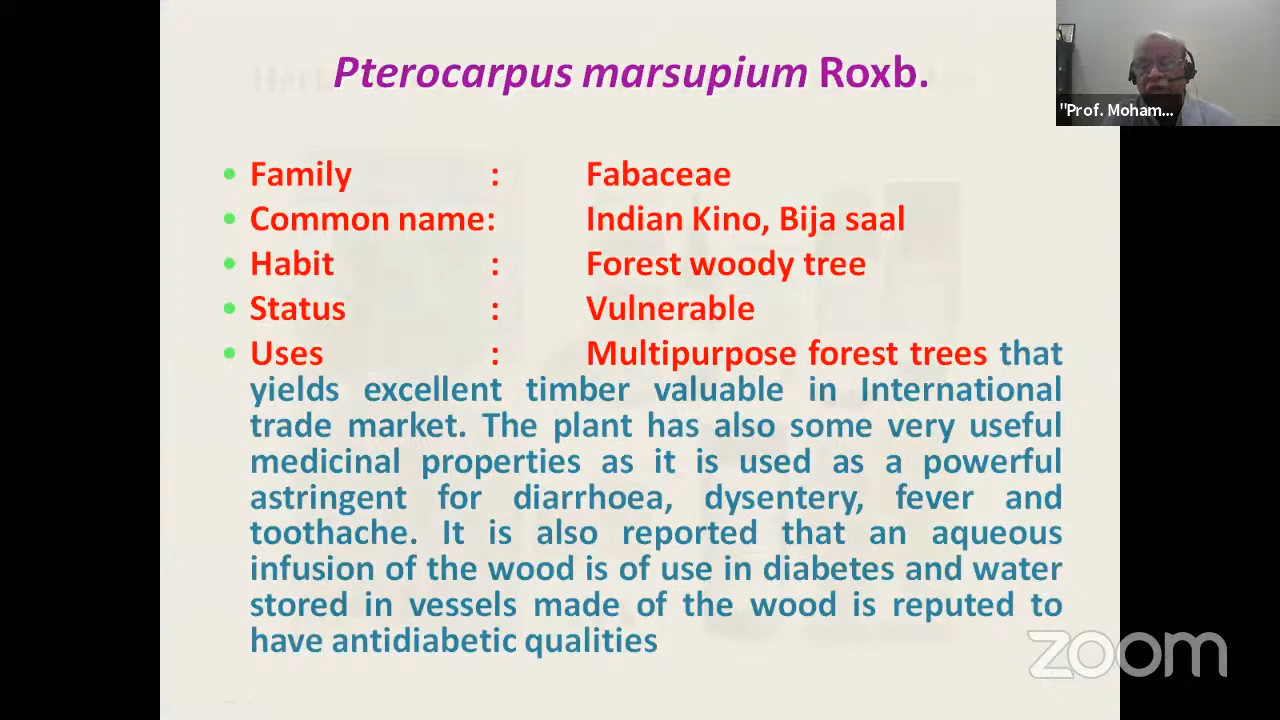 Pterocarpus marsupium Roxb.
"Prof. Moham...
• Family : Fabaceae
• Common name: Indian Kino, Bija saal
• Habit : Forest woody tree
• Status : Vulnerable
• Uses : Multipurpose forest trees that
yields excellent timber valuable in International
trade market. The plant has also some very useful
medicinal properties as it is used as a powerful
astringent for diarrhoea, dysentery, fever and
toothache. It is also reported that an aqueous
infusion of the wood is of use in diabetes and water
stored in vessels made of the wood is reputed to
have antidiabetic qualities
zoom